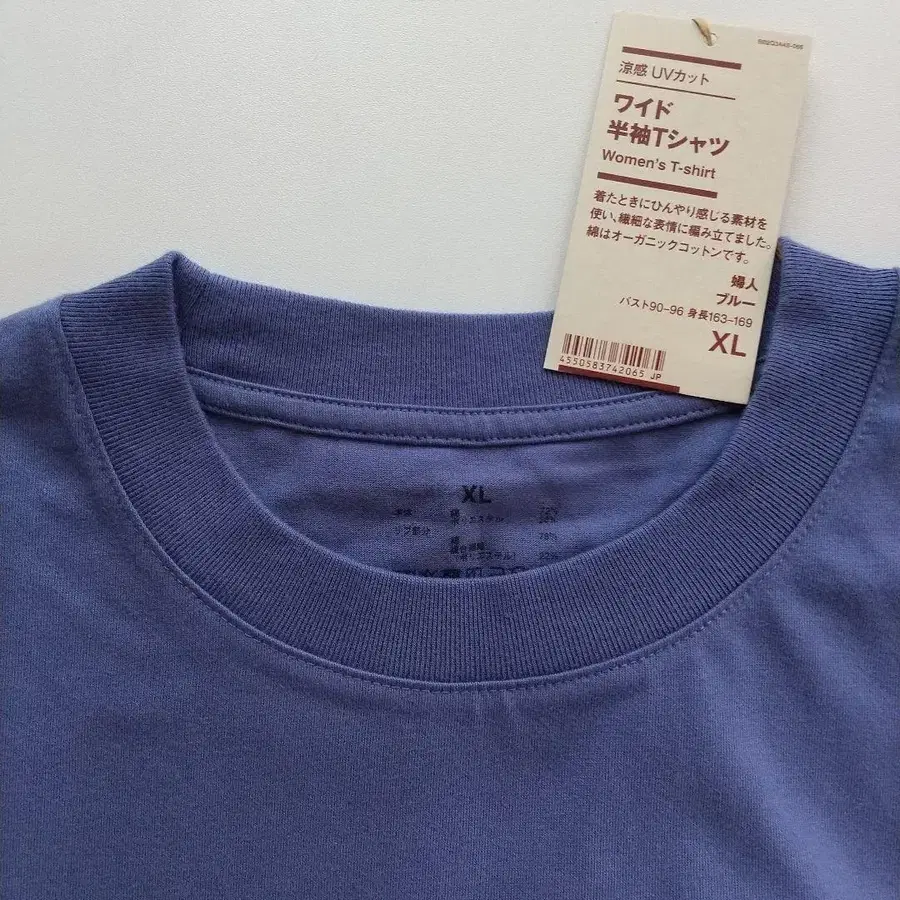 涼感 UVカット
ワイド
半袖Tシャツ
Women's T-shirt
着たときにひんやり感じる素材を
使い、繊細な表情に編み立てました。
綿はオーガニックコットンです。
婦人
ブルー
バスト90-96 身長163-169
XL
4550583742065 JP
XL